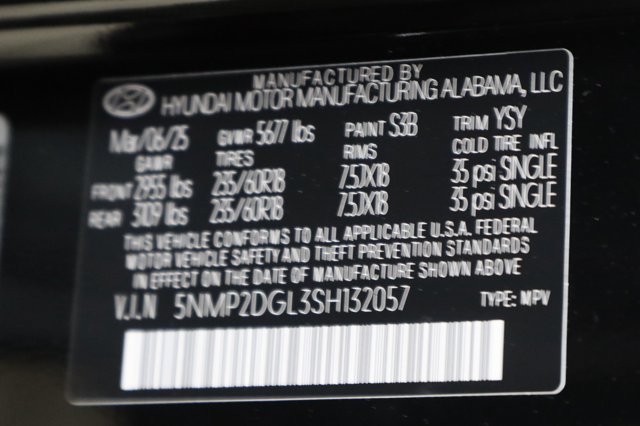 MANUFACTURED BY
HYUNDAI MOTOR MANUFACTURING ALABAMA, LLC
Mar/06/25 GVWR 5677 lbs PAINT S3B TRIM YSY
GAWR TIRES RIMS COLD TIRE INFL
FRONT 2955 lbs 235/60R18 7.5JX18 35 psi SINGLE
REAR 3109 lbs 235/60R18 7.5JX18 35 psi SINGLE
THIS VEHICLE CONFORMS TO ALL APPLICABLE U.S.A. FEDERAL
MOTOR VEHICLE SAFETY AND THEFT PREVENTION STANDARDS
IN EFFECT ON THE DATE OF MANUFACTURE SHOWN ABOVE
V.I.N 5NMP2DGL3SH132057 TYPE: MPV